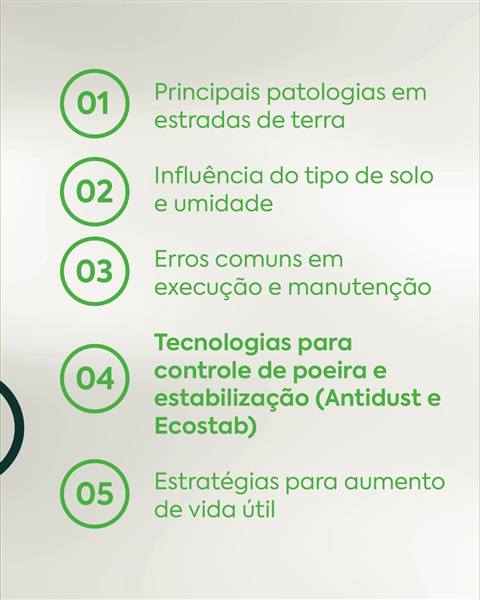 01
Principais patologias em
estradas de terra
02
Influência do tipo de solo
e umidade
03
Erros comuns em
execução e manutenção
04
Tecnologias para
controle de poeira e
estabilização (Antidust e
Ecostab)
05
Estratégias para aumento
de vida útil